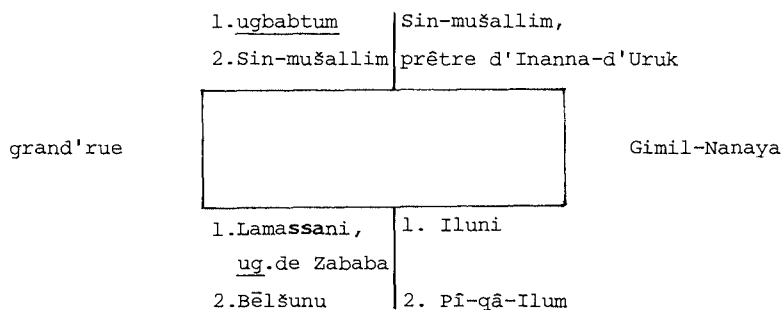 1.ugbabtum Sin-mušallim,
2.Sin-mušallim prêtre d'Inanna-d'Uruk
grand'rue Gimil-Nanaya
1.Lamassani, 1. Iluni
ug.de Zababa
2.Bēlšunu 2. Pî-qâ-Ilum